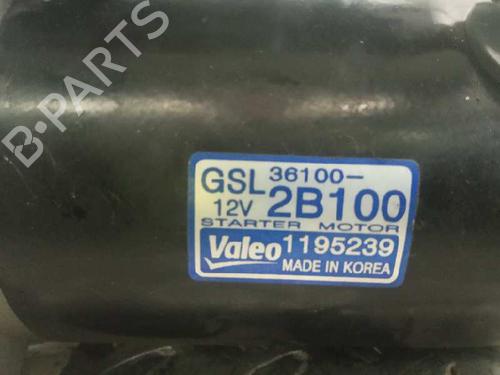 B-PARTS
GSL 36100-
12V 2B100
STARTER MOTOR
Valeo 1195239
MADE IN KOREA